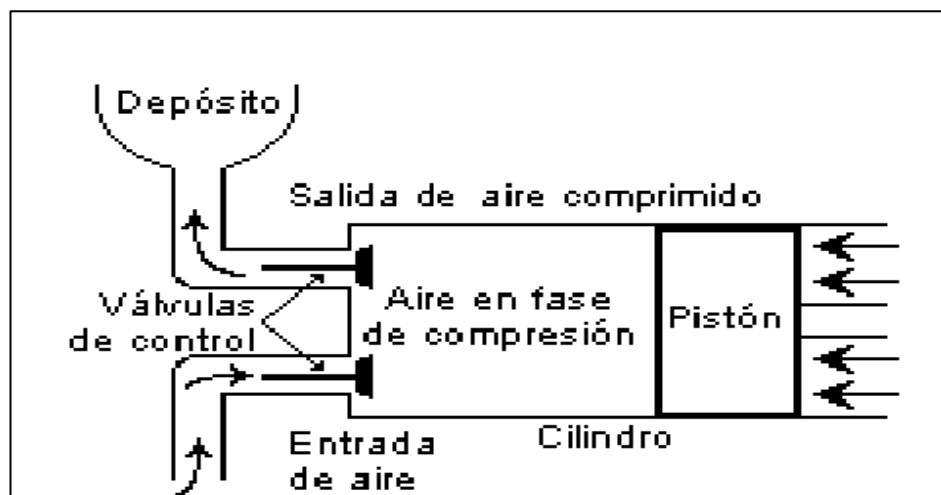 Depósito
Salida de aire comprimido
Válvulas
de control
Aire en fase
de compresión
Pistón
Entrada
de aire
Cilindro